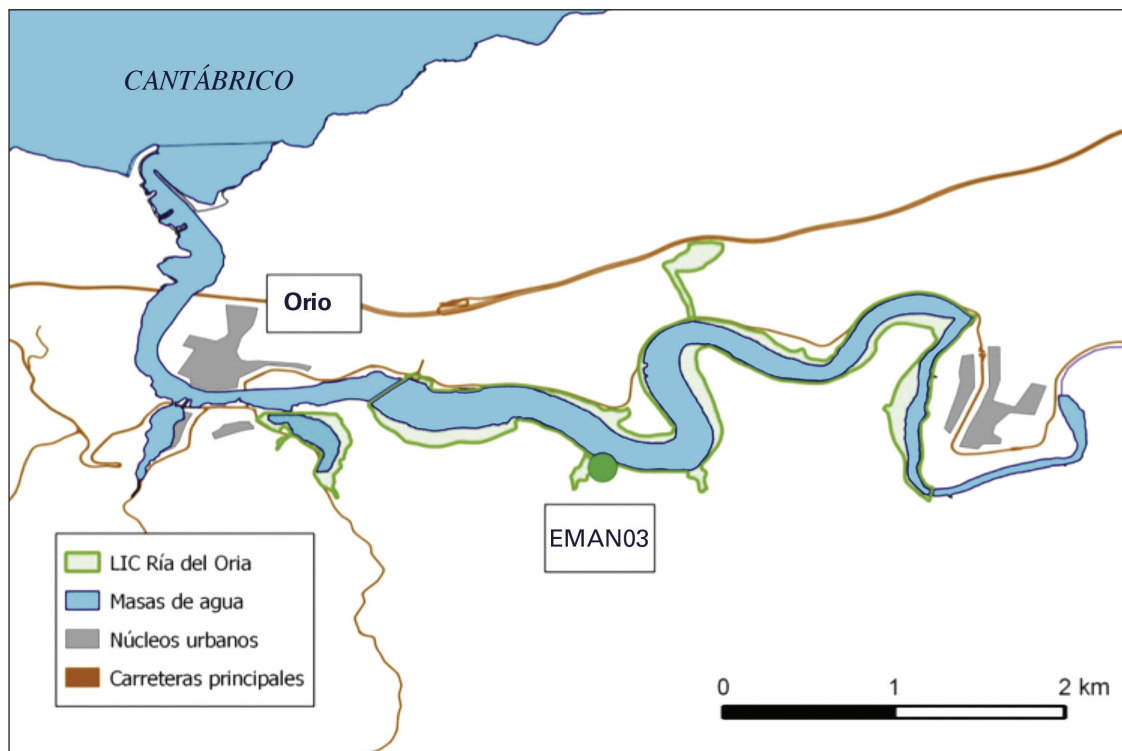 CANTÁBRICO
Orio
EMAN03
LIC Ría del Oria
Masas de agua
Núcleos urbanos
Carreteras principales
0 1 2 km